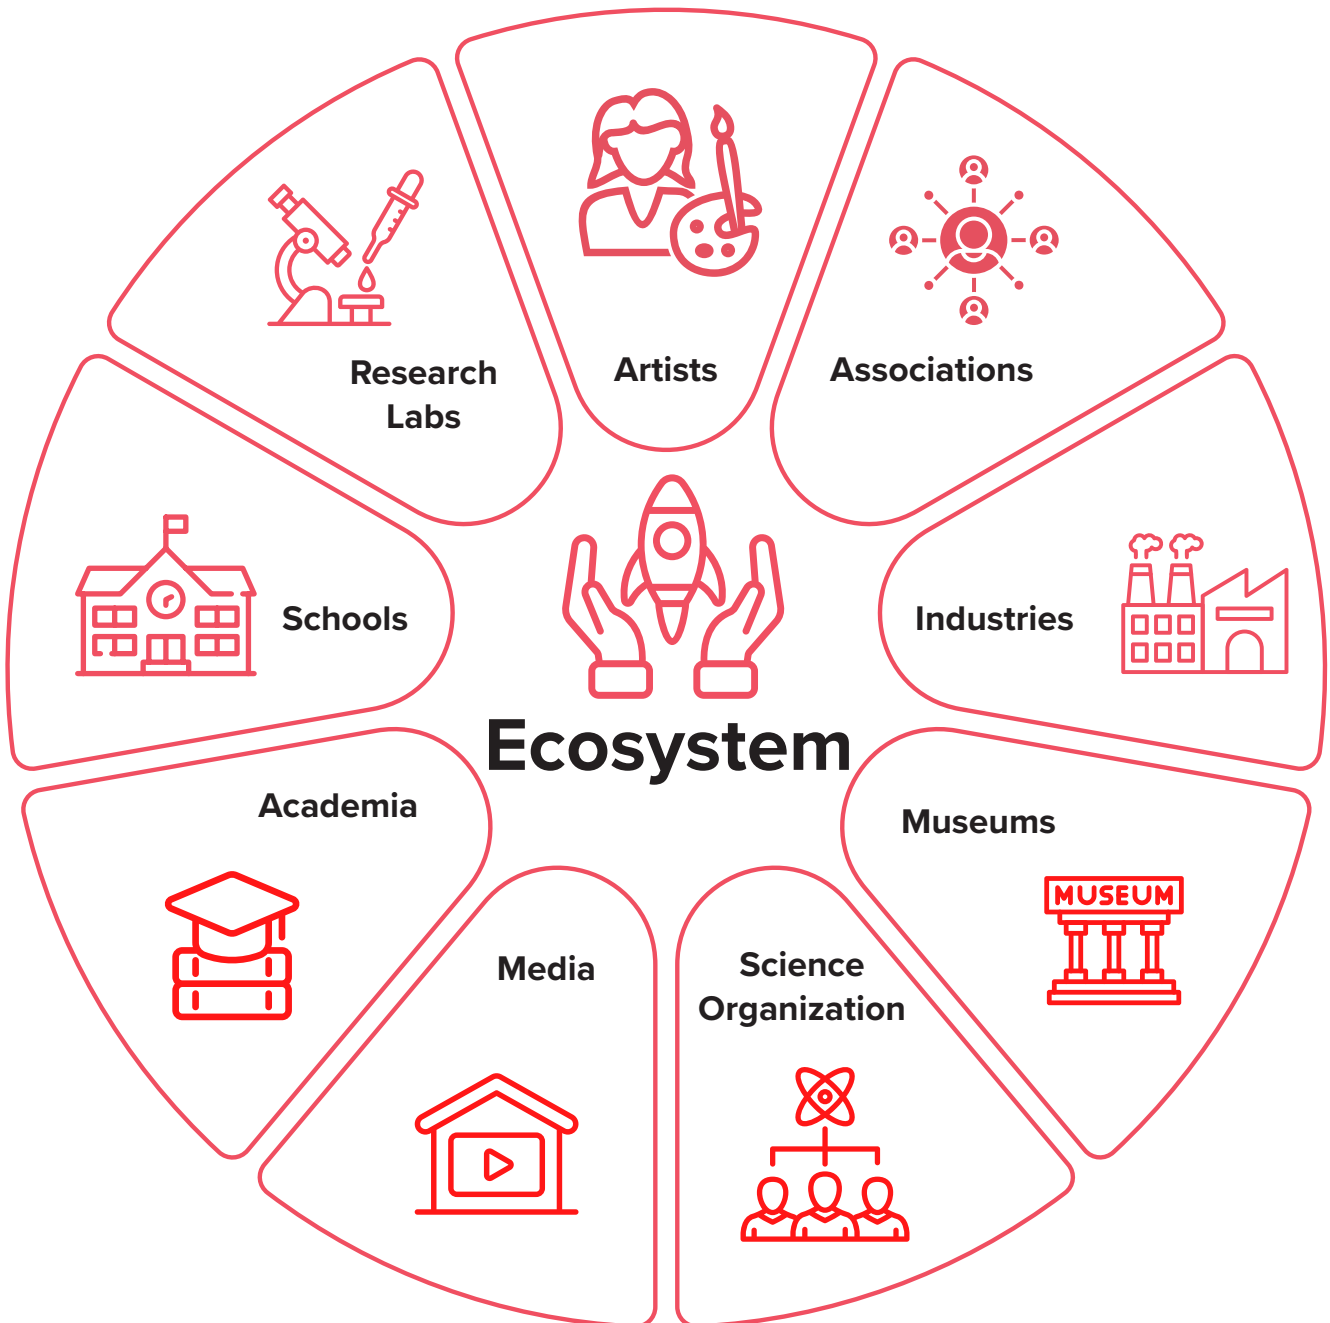 Artists
Associations
Research
Labs
Schools
Industries
Ecosystem
Academia
Museums
MUSEUM
Media
Science
Organization